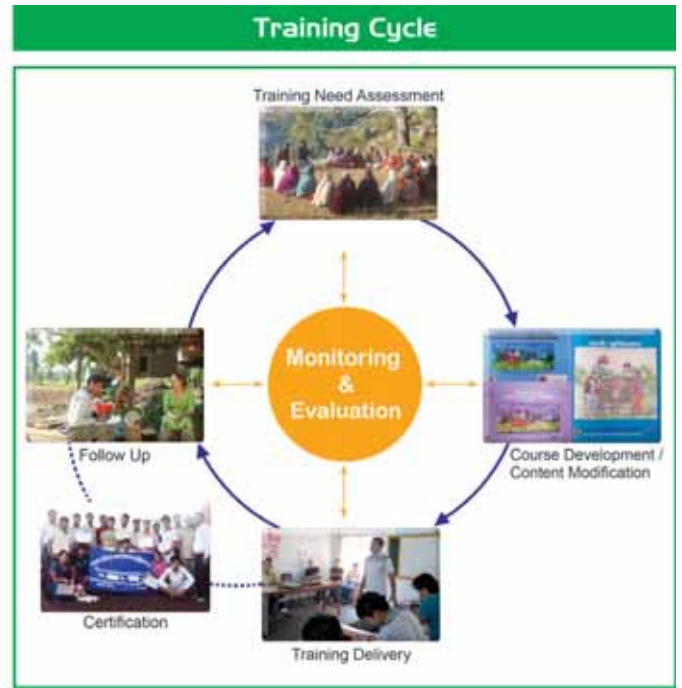 Training Cycle
Training Need Assessment
Monitoring
&
Evaluation
Follow Up
Course Development /
Content Modification
Certification
Training Delivery